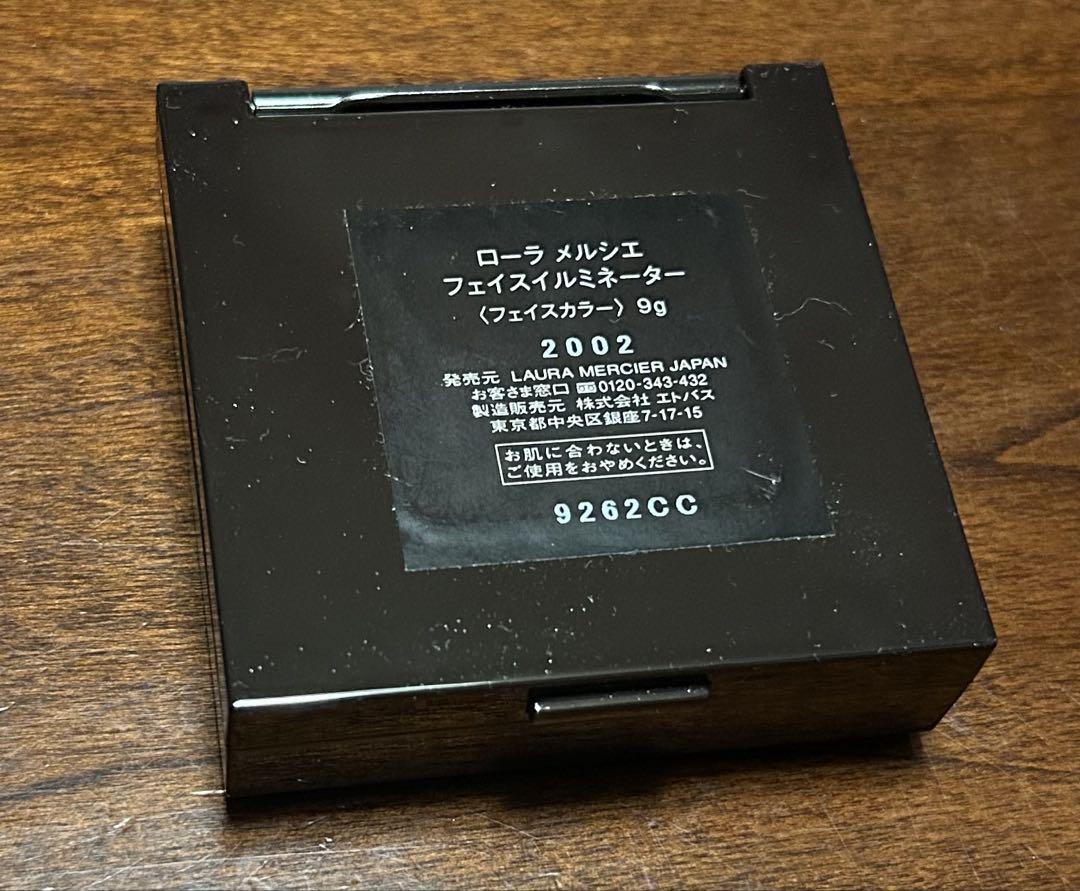 ローラ メルシエ
フェイスイルミネーター
〈フェイスカラー〉 9g
2002
発売元 LAURA MERCIER JAPAN
お客さま窓口 0120-343-432
製造販売元 株式会社 エトバス
東京都中央区銀座7-17-15
お肌に合わないときは、
ご使用をおやめください。
9262CC